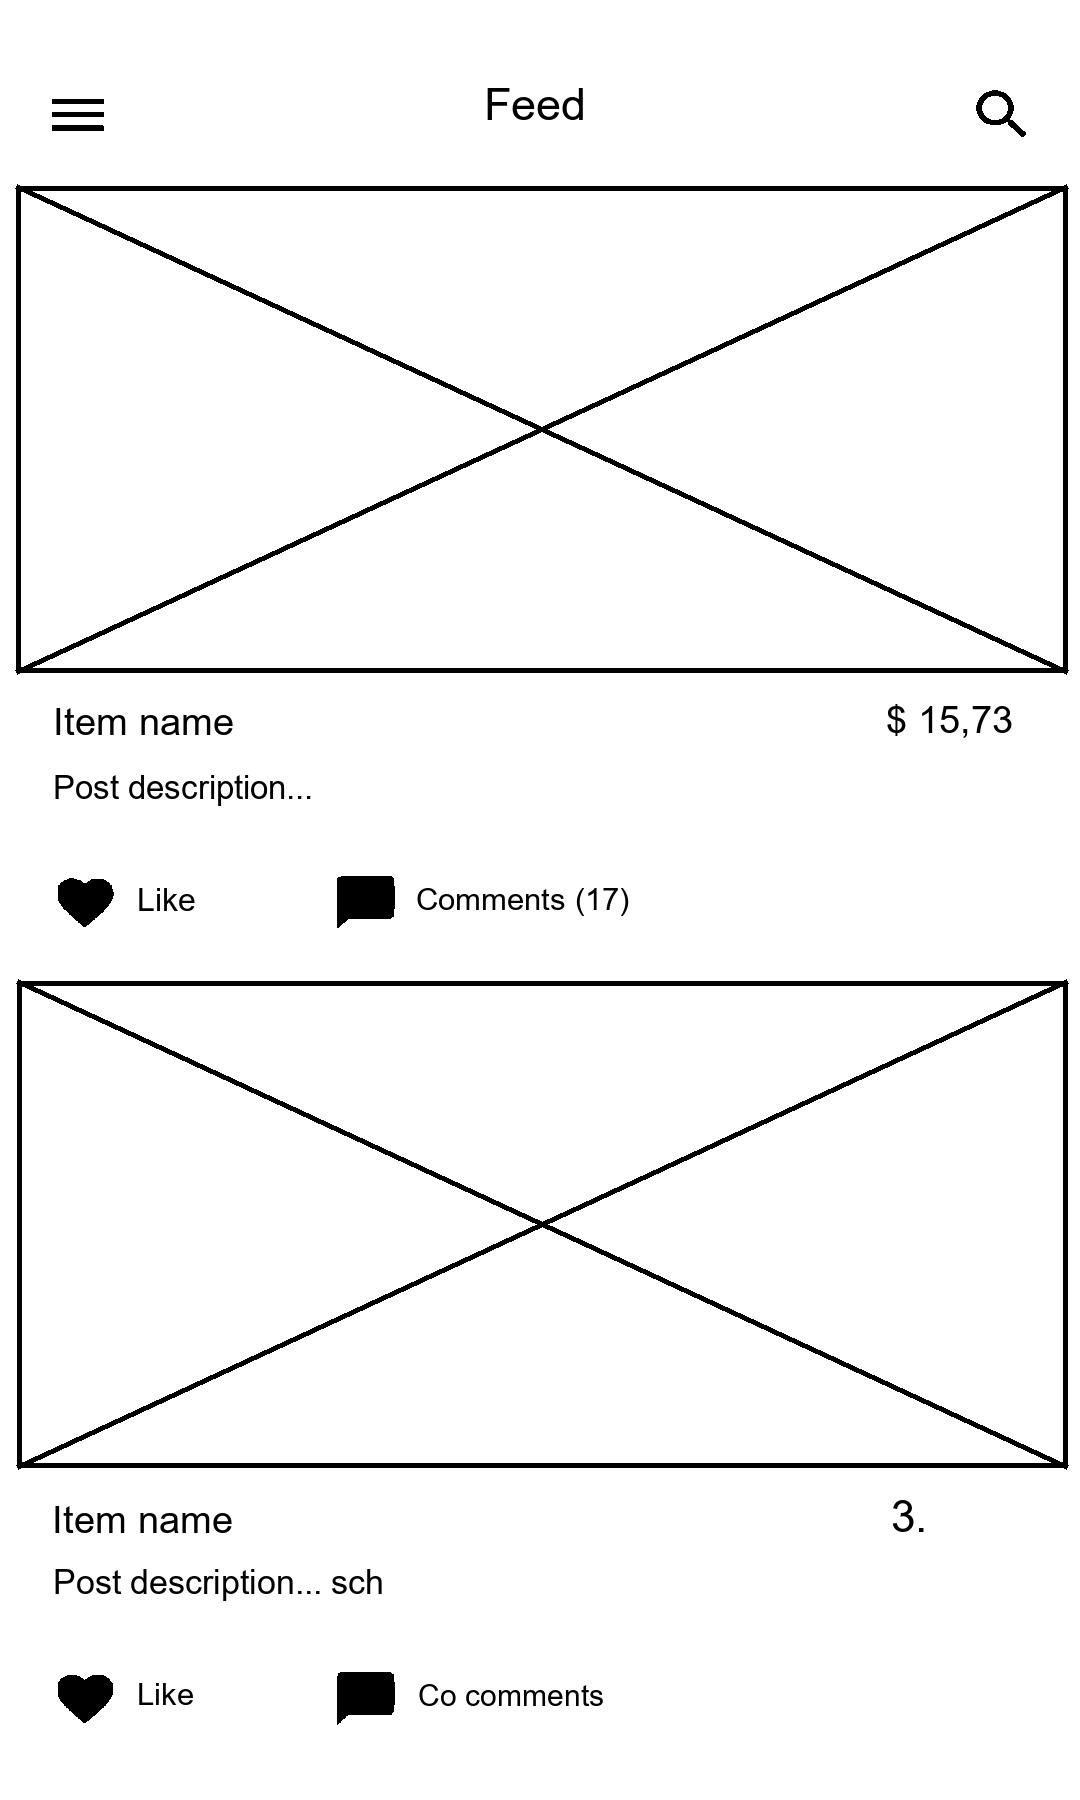 Feed
Item name $ 15,73
Post description...
Like Comments (17)
Item name 3.
Post description... sch
Like Co comments